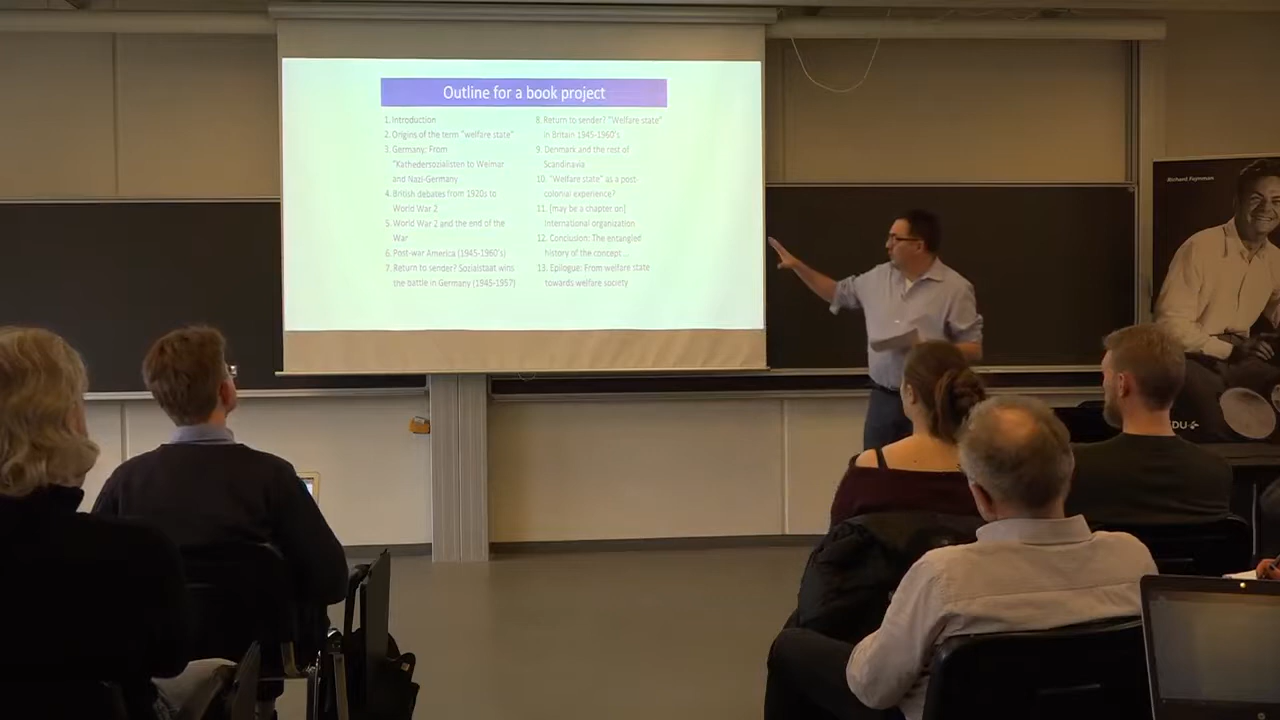 Outline for a book project
1. Introduction
2. Origins of the term "welfare state"
3. Germany: From
"Kathedersozialisten to Weimar
and Nazi-Germany
4. British debates from 1920s to
World War 2
5. World War 2 and the end of the
War
6. Post-war America (1945-1960's)
7. Return to sender? Sozialstaat wins
the battle in Germany (1945-1957)
8. Return to sender? "Welfare state"
in Britain 1945-1960's
9. Denmark and the rest of
Scandinavia
10. "Welfare state" as a post-
colonial experience?
11. [may be a chapter on]
International organization
12. Conclusion: The entangled
history of the concept...
13. Epilogue: From welfare state
towards welfare society
Richard Feynman
DU